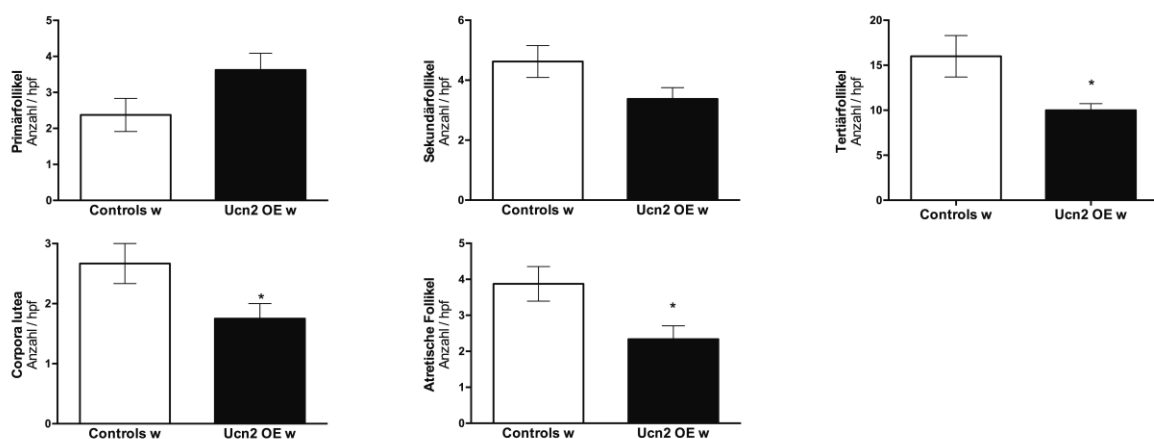 Primärfollikel
Anzahl / hpf
5
4
3
2
1
0
Controls w
Ucn2 OE w
Sekundärfollikel
Anzahl / hpf
6
4
2
0
Controls w
Ucn2 OE w
Tertiärfollikel
Anzahl / hpf
20
15
10
5
0
*
Controls w
Ucn2 OE w
Corpora lutea
Anzahl / hpf
3
2
1
0
*
Controls w
Ucn2 OE w
Atretische Follikel
Anzahl / hpf
5
4
3
2
1
0
*
Controls w
Ucn2 OE w